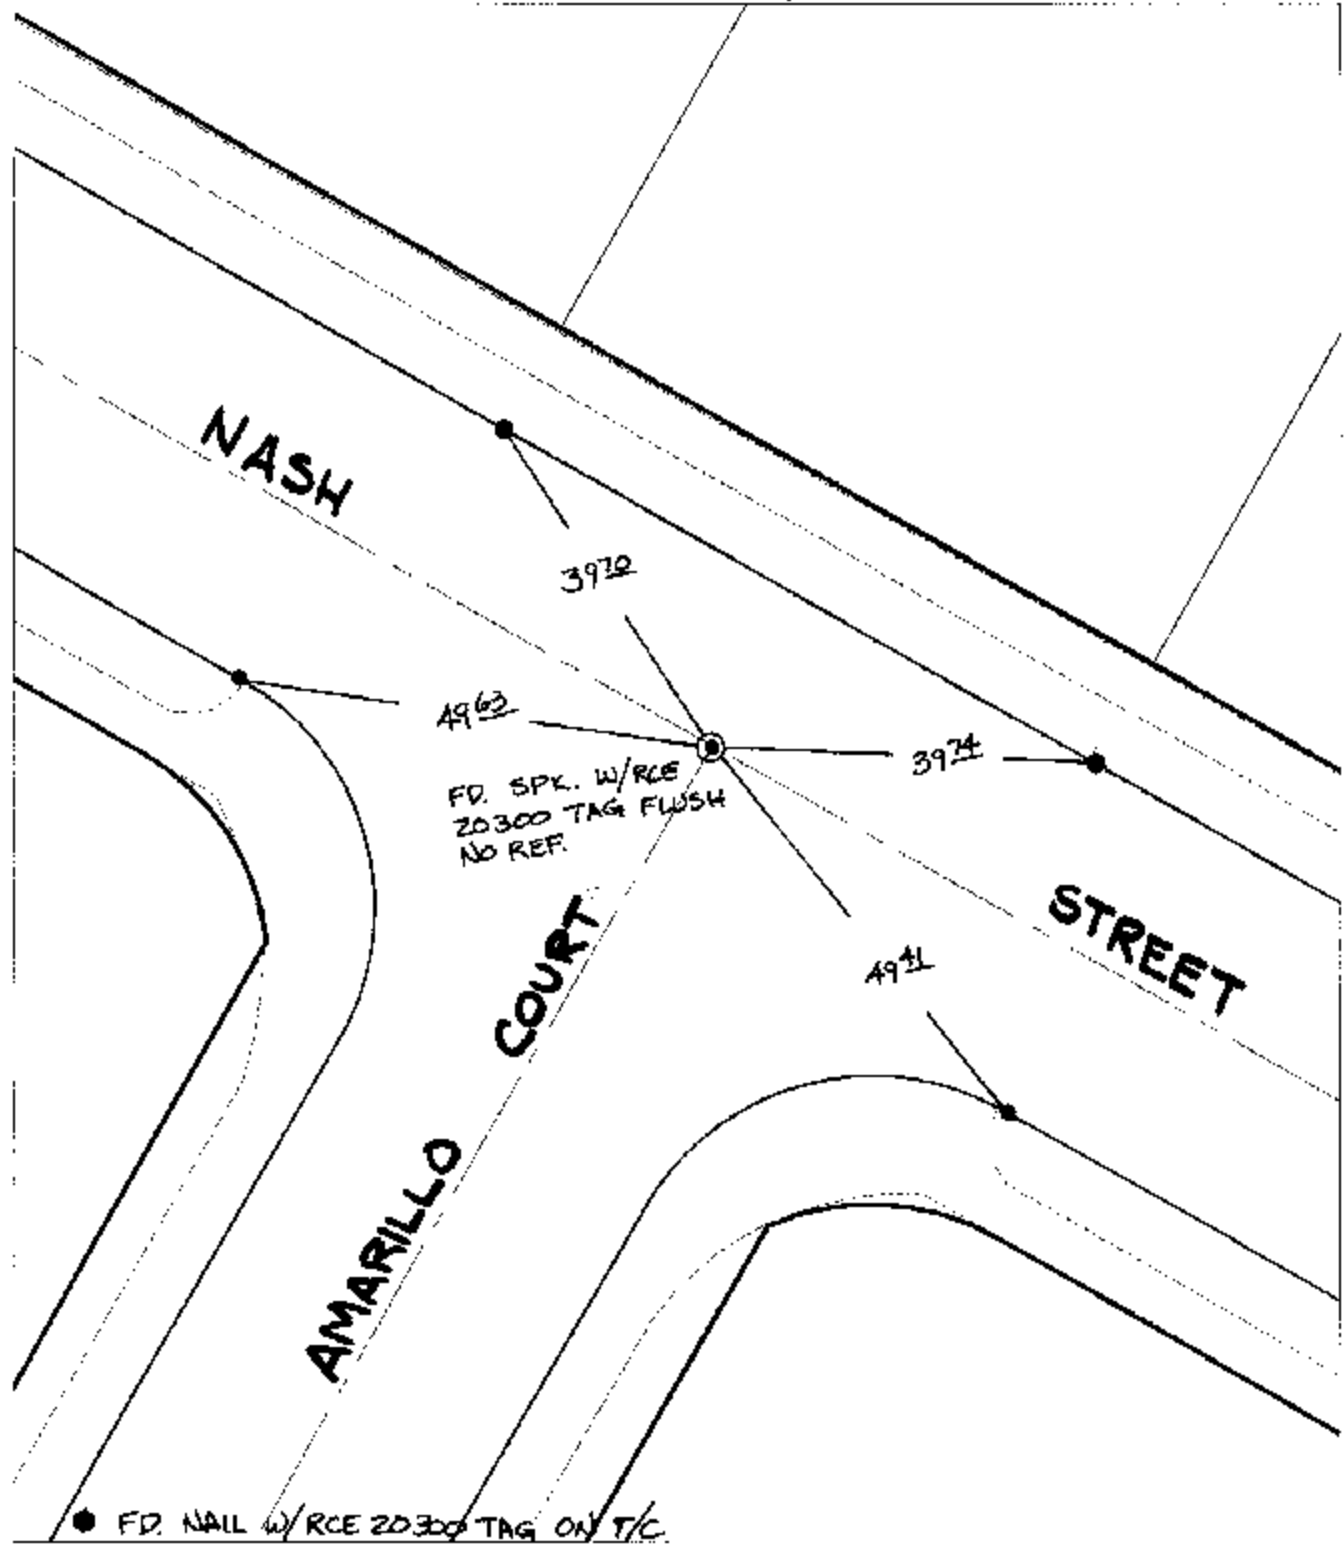 NASH
39 70
49 63
39 74
FD. SPK. W/RCE
20300 TAG FLUSH
NO REF.
STREET
49 41
COURT
AMARILLO
FD. NAIL W/RCE 20300 TAG ON T/C